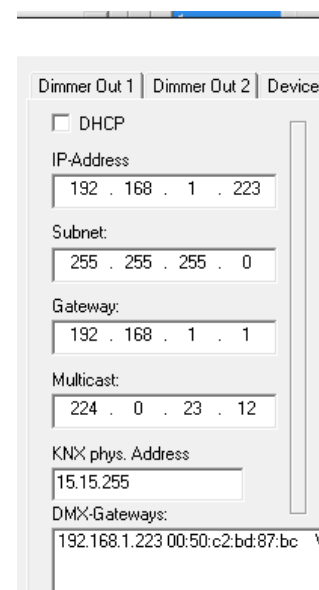 Dimmer Out 1 Dimmer Out 2 Device
DHCP
IP-Address
192 . 168 . 1 . 223
Subnet:
255 . 255 . 255 . 0
Gateway:
192 . 168 . 1 . 1
Multicast:
224 . 0 . 23 . 12
KNX phys. Address
15.15.255
DMX-Gateways:
192.168.1.223 00:50:c2:bd:87:bc